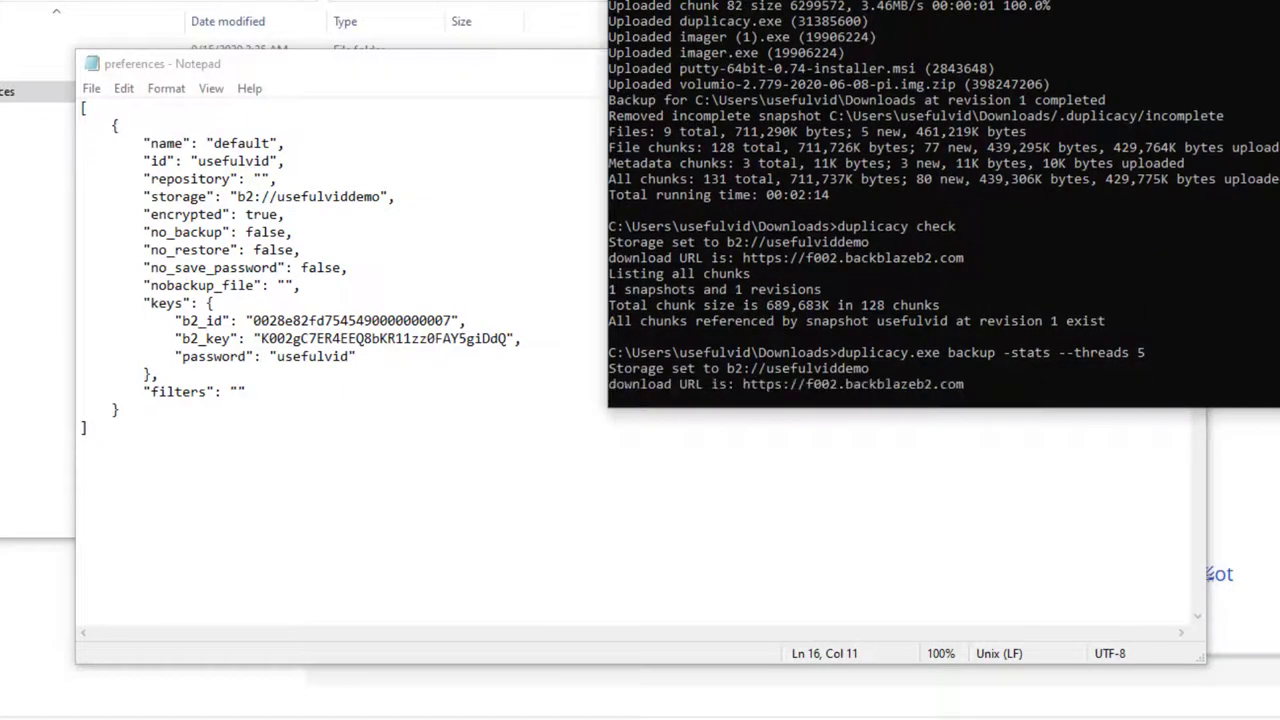 Date modified Type Size
ces
preferences - Notepad
File Edit Format View Help
[
{
"name": "default",
"id": "usefulvid",
"repository": "",
"storage": "b2://usefulviddemo",
"encrypted": true,
"no_backup": false,
"no_restore": false,
"no_save_password": false,
"nobackup_file": "",
"keys": {
"b2_id": "0028e82fd7545490000000007",
"b2_key": "K002gC7ER4EEQ8bKR11zz0FAY5giDdQ",
"password": "usefulvid"
},
"filters": ""
}
]
Ln 16, Col 11 100% Unix (LF) UTF-8
Uploaded chunk 82 size 6299572, 3.46MB/s 00:00:01 100.0%
Uploaded duplicacy.exe (31385600)
Uploaded imager (1).exe (19906224)
Uploaded imager.exe (19906224)
Uploaded putty-64bit-0.74-installer.msi (2843648)
Uploaded volumio-2.779-2020-06-08-pi.img.zip (398247206)
Backup for C:\Users\usefulvid\Downloads at revision 1 completed
Removed incomplete snapshot C:\Users\usefulvid\Downloads/.duplicacy/incomplete
Files: 9 total, 711,290K bytes; 5 new, 461,219K bytes
File chunks: 128 total, 711,726K bytes; 77 new, 439,295K bytes, 429,764K bytes upload
Metadata chunks: 3 total, 11K bytes; 3 new, 11K bytes, 10K bytes uploaded
All chunks: 131 total, 711,737K bytes; 80 new, 439,306K bytes, 429,775K bytes uploade
Total running time: 00:02:14
C:\Users\usefulvid\Downloads>duplicacy check
Storage set to b2://usefulviddemo
download URL is: https://f002.backblazeb2.com
Listing all chunks
1 snapshots and 1 revisions
Total chunk size is 689,683K in 128 chunks
All chunks referenced by snapshot usefulvid at revision 1 exist
C:\Users\usefulvid\Downloads>duplicacy.exe backup -stats --threads 5
Storage set to b2://usefulviddemo
download URL is: https://f002.backblazeb2.com
ot